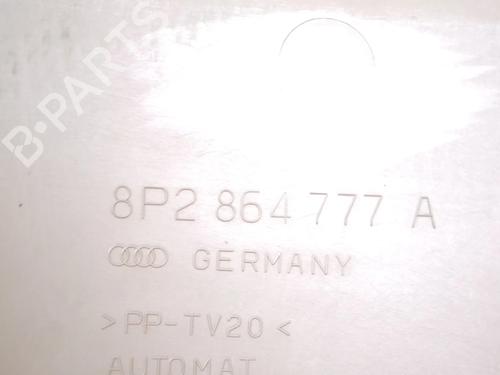 B-PARTS
8P2 864 777 A
GERMANY
>PP-TV20<
AUTOMAT